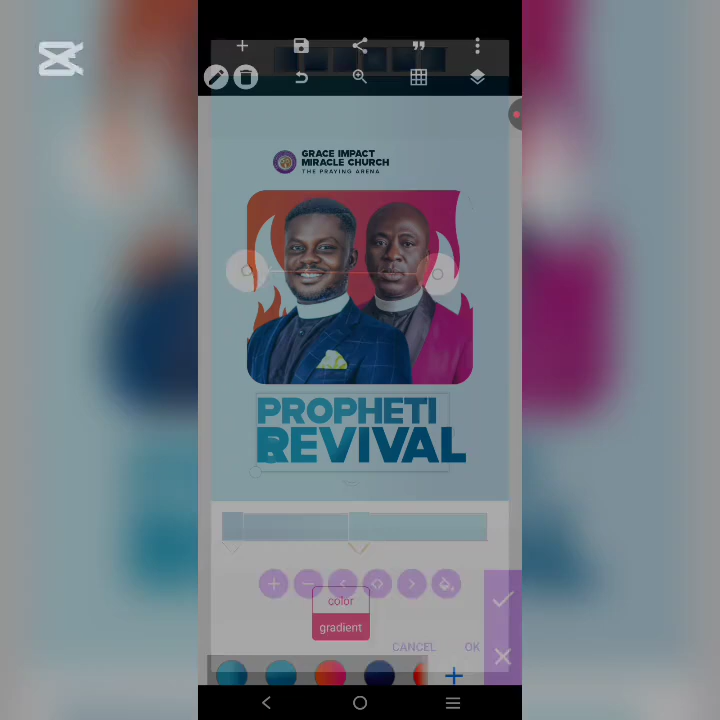 GRACE IMPACT
MIRACLE CHURCH
THE PRAYING ARENA
PROPHETI
REVIVAL
color
gradient
CANCEL
OK